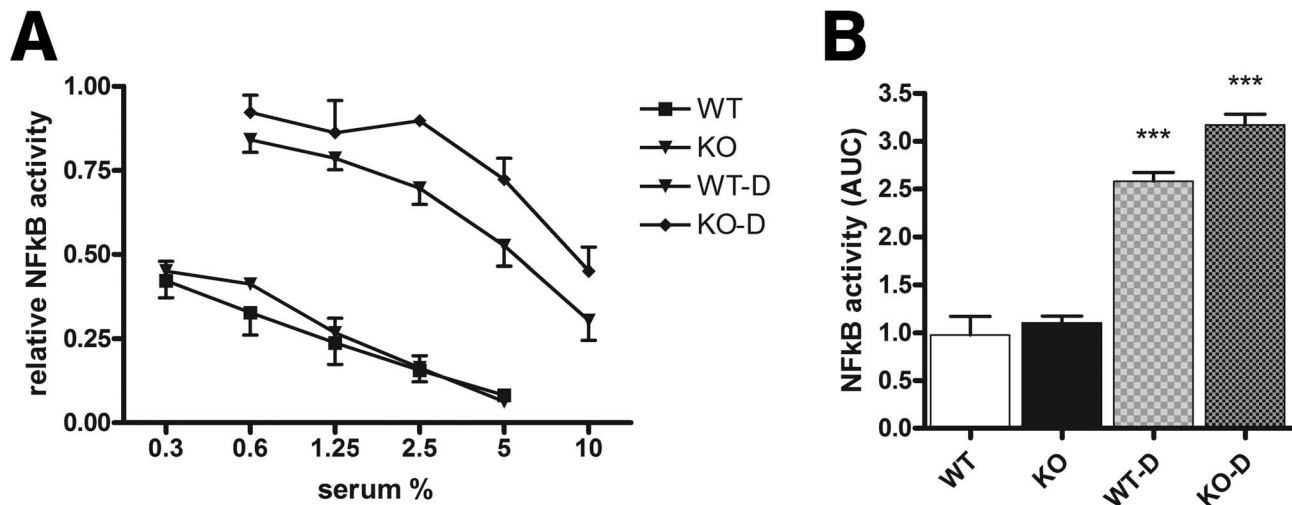 A
relative NFkB activity
1.00
0.75
0.50
0.25
0.00
0.3 0.6 1.25 2.5 5 10
serum %
WT
KO
WT-D
KO-D
B
NFkB activity (AUC)
3.5
3.0
2.5
2.0
1.5
1.0
0.5
0.0
***
***
WT KO WT-D KO-D